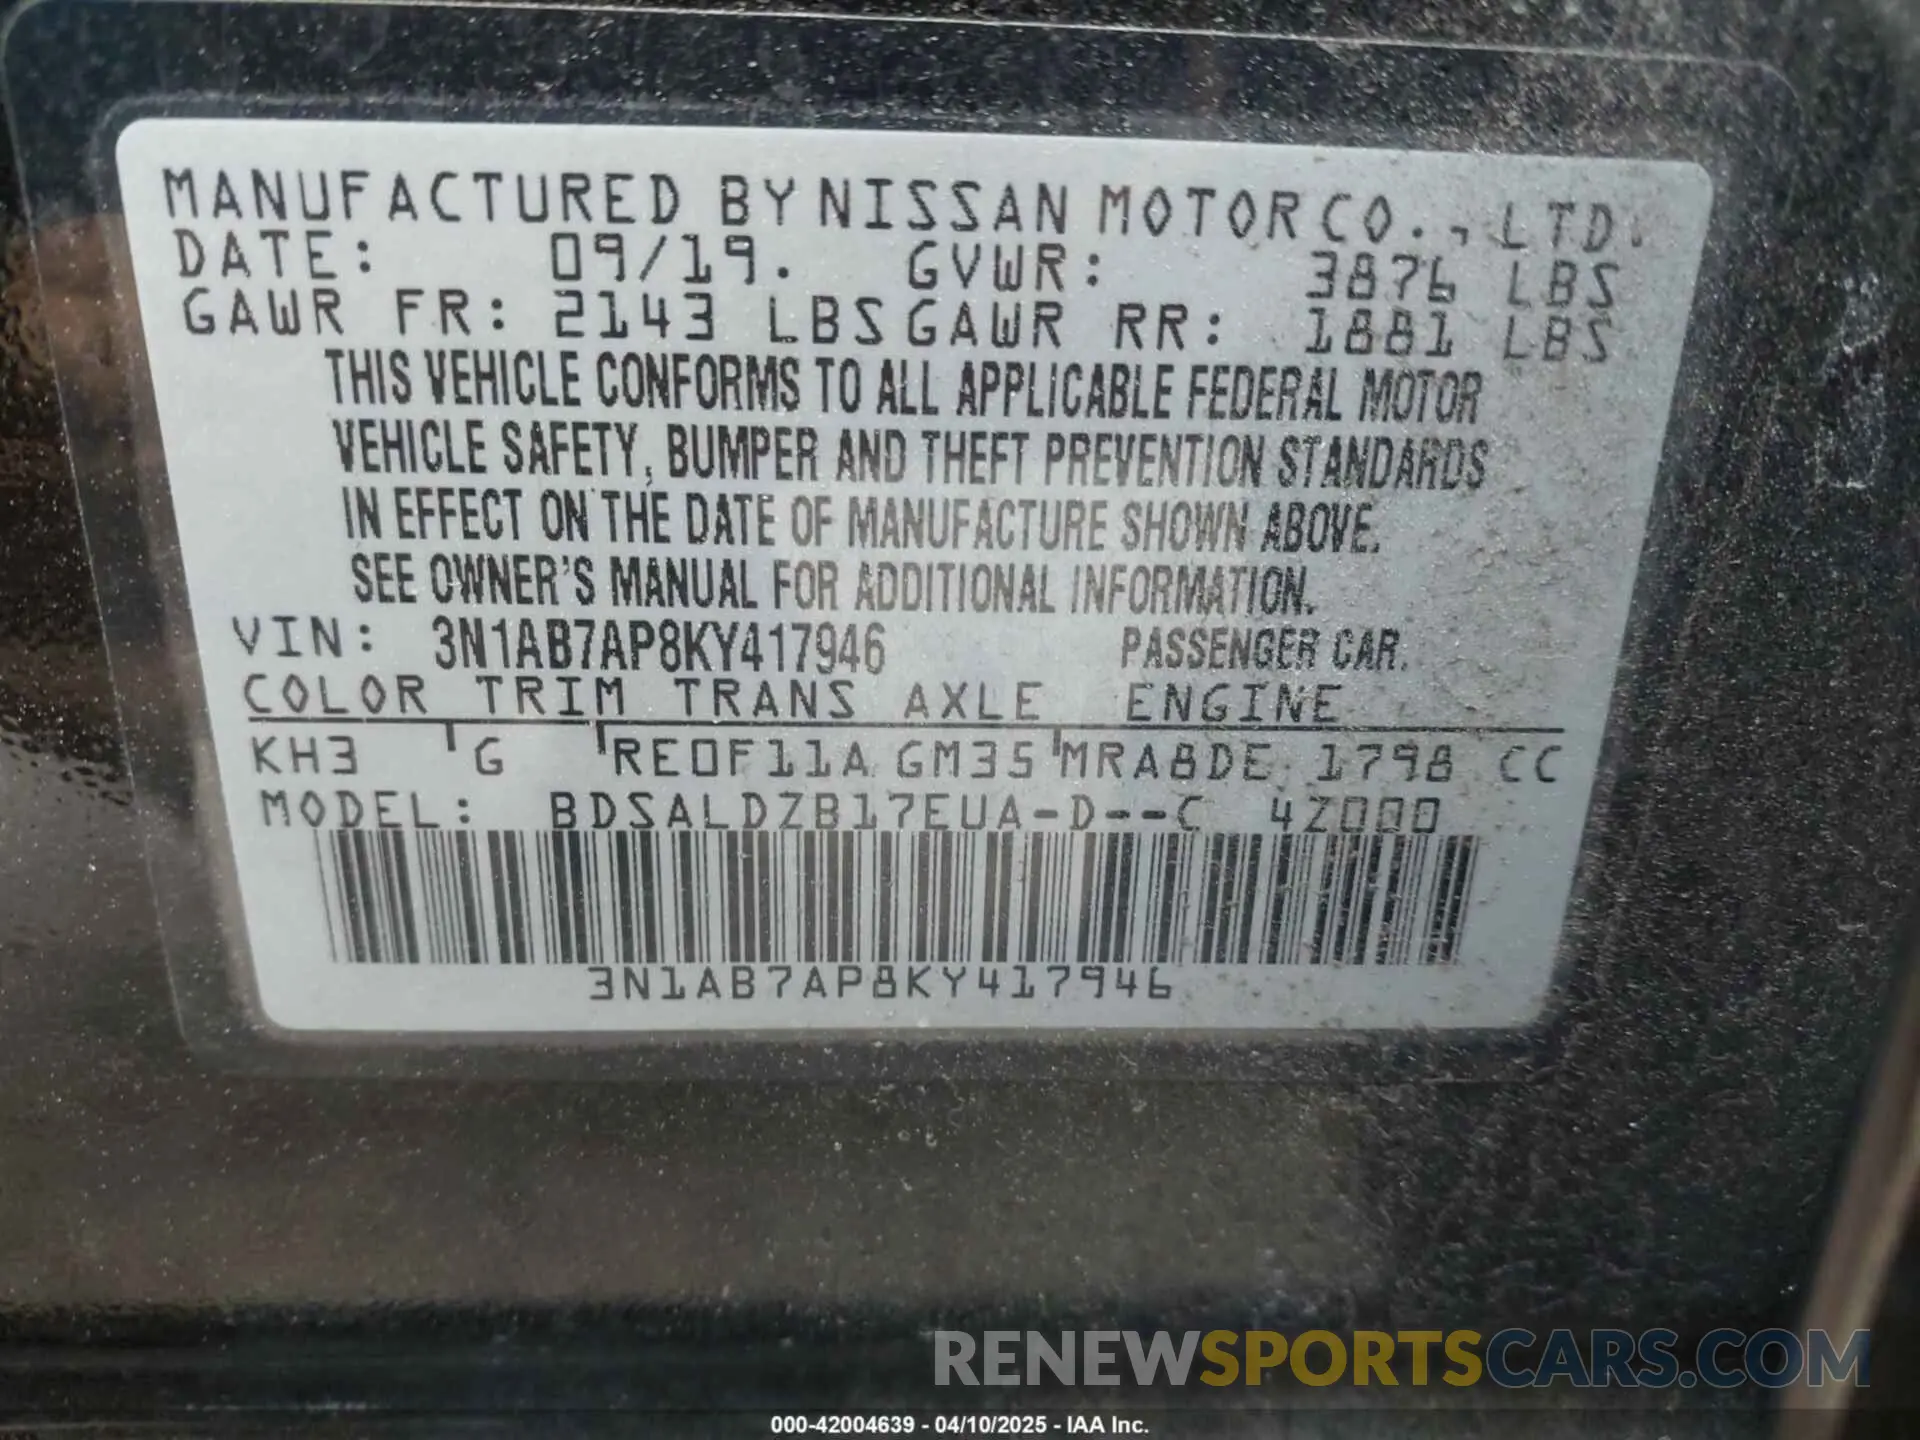 MANUFACTURED BY NISSAN MOTOR CO., LTD.
DATE: 09/19. GVWR: 3876 LBS
GAWR FR: 2143 LBS GAWR RR: 1881 LBS
THIS VEHICLE CONFORMS TO ALL APPLICABLE FEDERAL MOTOR
VEHICLE SAFETY, BUMPER AND THEFT PREVENTION STANDARDS
IN EFFECT ON THE DATE OF MANUFACTURE SHOWN ABOVE.
SEE OWNER'S MANUAL FOR ADDITIONAL INFORMATION.
VIN: 3N1AB7AP8KY417946 PASSENGER CAR.
COLOR TRIM TRANS AXLE ENGINE
KH3 G RE0F11A GM35 MRA8DE 1798 CC
MODEL: BDSALDZB17EUA-D--C 4Z000
3N1AB7AP8KY417946
RENEWSPORTSCARS.COM
000-42004639 - 04/10/2025 - IAA Inc.